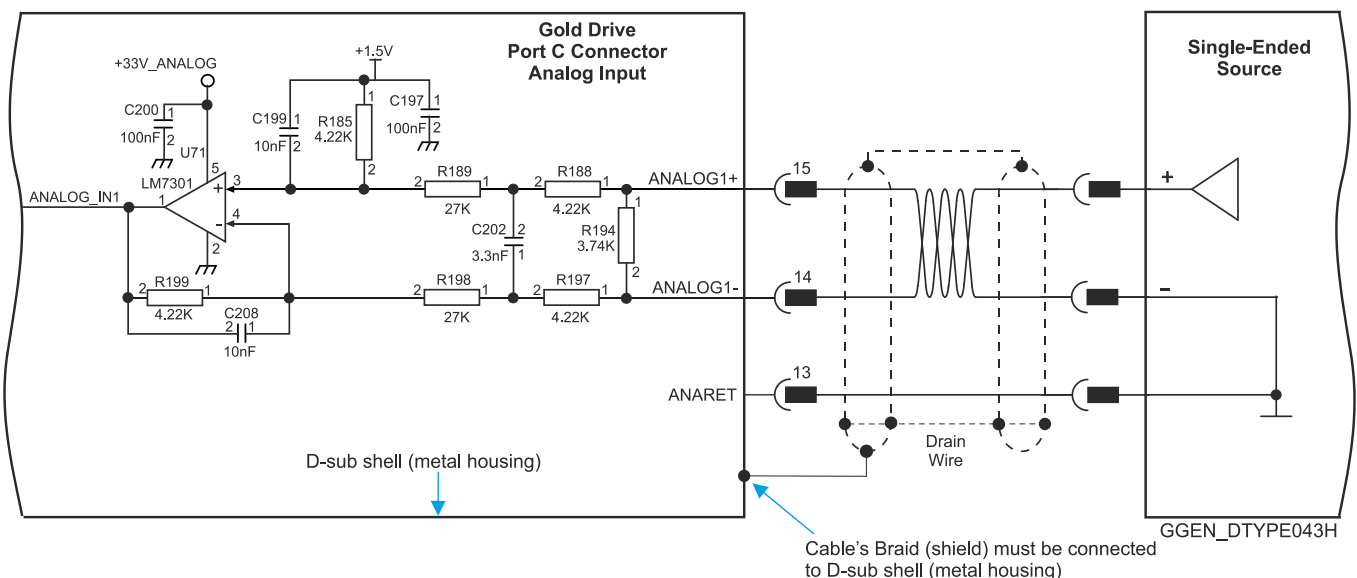 Gold Drive
Port C Connector
Analog Input
Single-Ended
Source
+33V_ANALOG
+1.5V
C200
1
100nF
2
U71
5
LM7301
+
3
1
-
4
2
ANALOG_IN1
C199
1
10nF
2
R185
4.22K
1
2
C197
1
100nF
2
R189
2
1
27K
R188
2
1
4.22K
ANALOG1+
15
C202
2
3.3nF
1
R194
3.74K
1
2
R199
2
1
4.22K
C208
2
1
10nF
R198
2
1
27K
R197
2
1
4.22K
ANALOG1-
14
ANARET
13
+
-
Drain
Wire
D-sub shell (metal housing)
GGEN_DTYPE043H
Cable's Braid (shield) must be connected
to D-sub shell (metal housing)